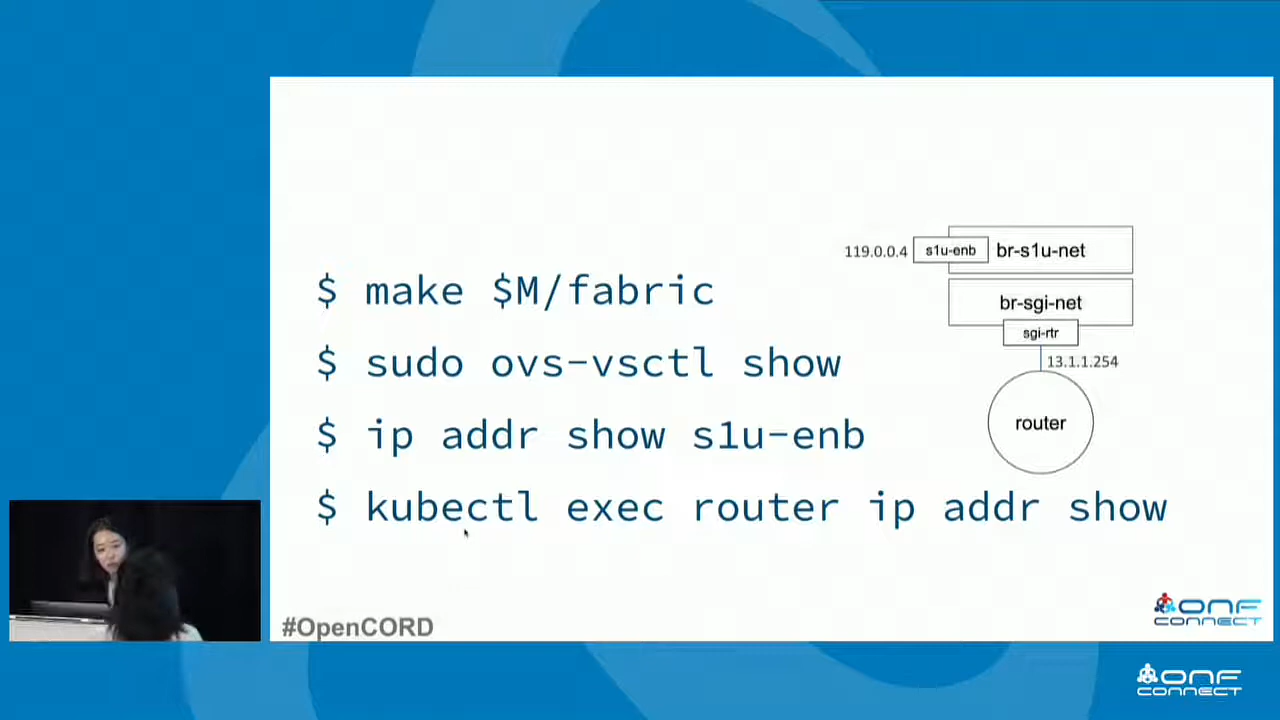 119.0.0.4 s1u-enb br-s1u-net
br-sgi-net
sgi-rtr
13.1.1.254
router
$ make $M/fabric
$ sudo ovs-vsctl show
$ ip addr show s1u-enb
$ kubectl exec router ip addr show
#OpenCORD
ONF
CONNECT
ONF
CONNECT